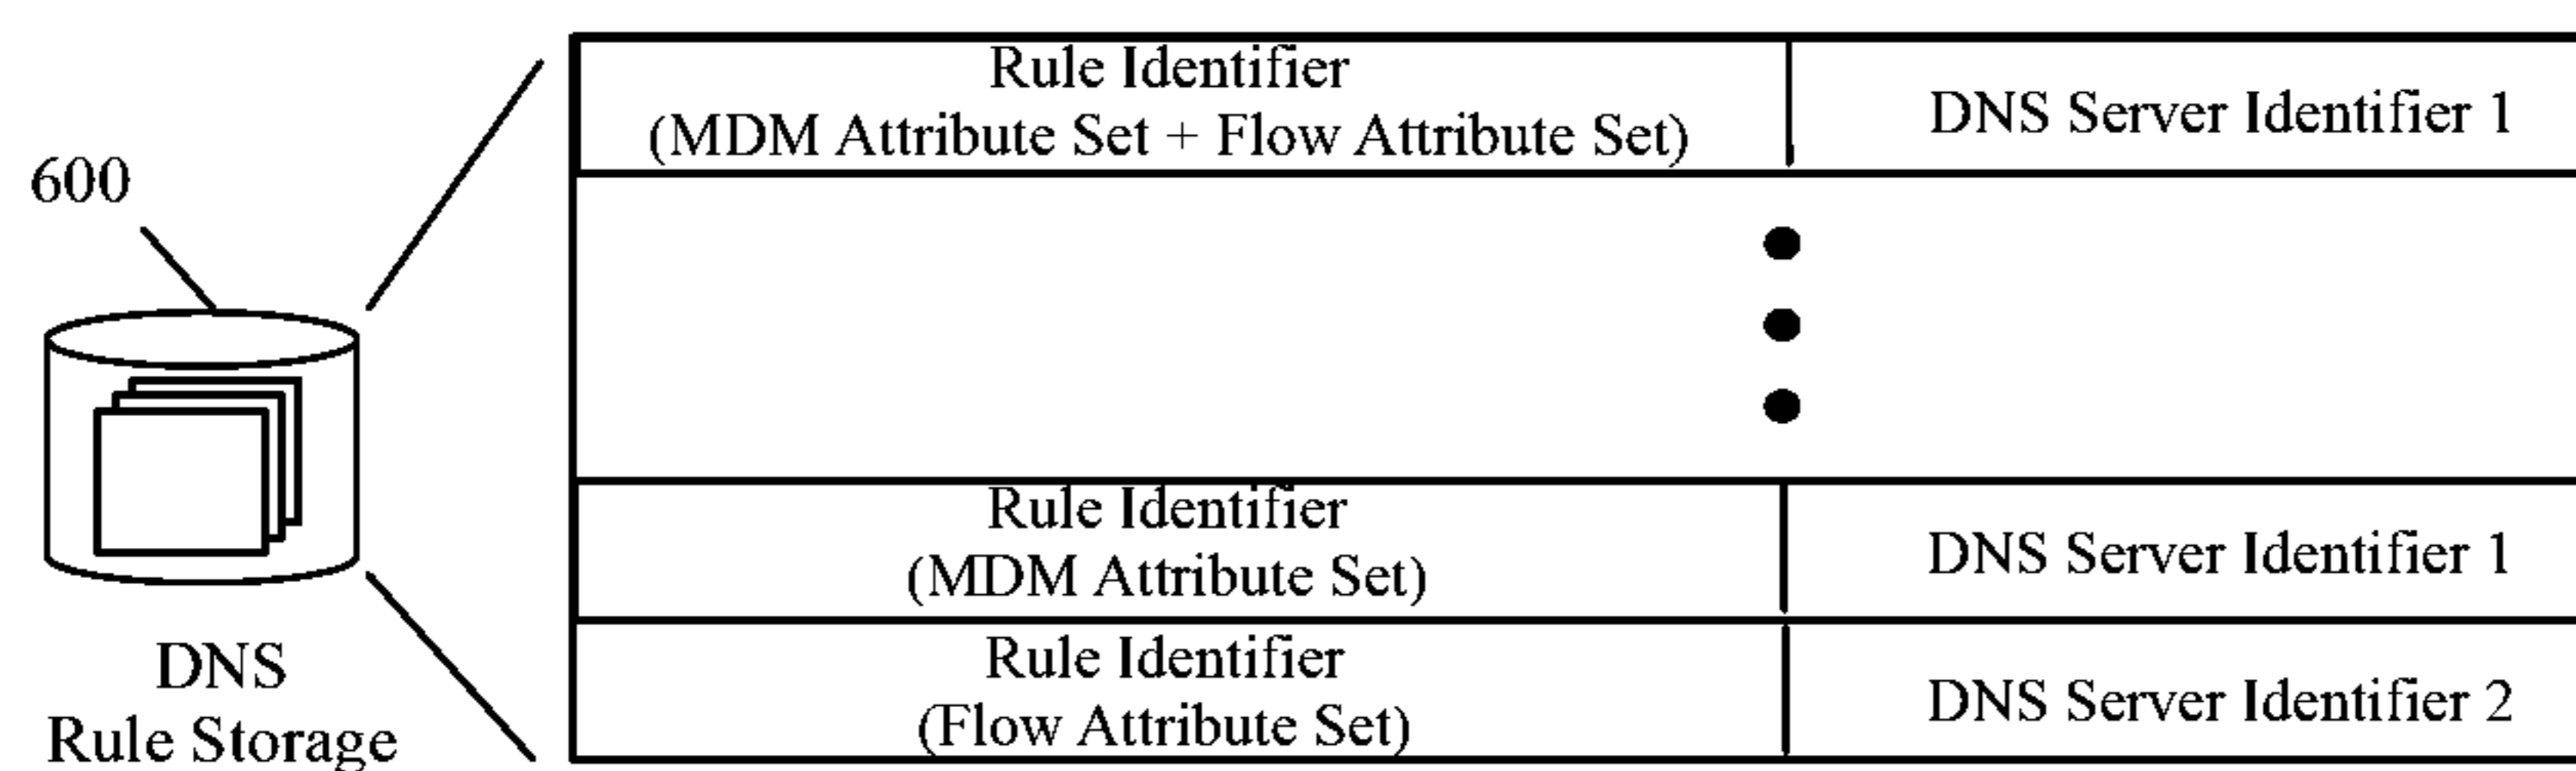 600
DNS
Rule Storage
Rule Identifier
(MDM Attribute Set + Flow Attribute Set)
DNS Server Identifier 1
Rule Identifier
(MDM Attribute Set)
DNS Server Identifier 1
Rule Identifier
(Flow Attribute Set)
DNS Server Identifier 2